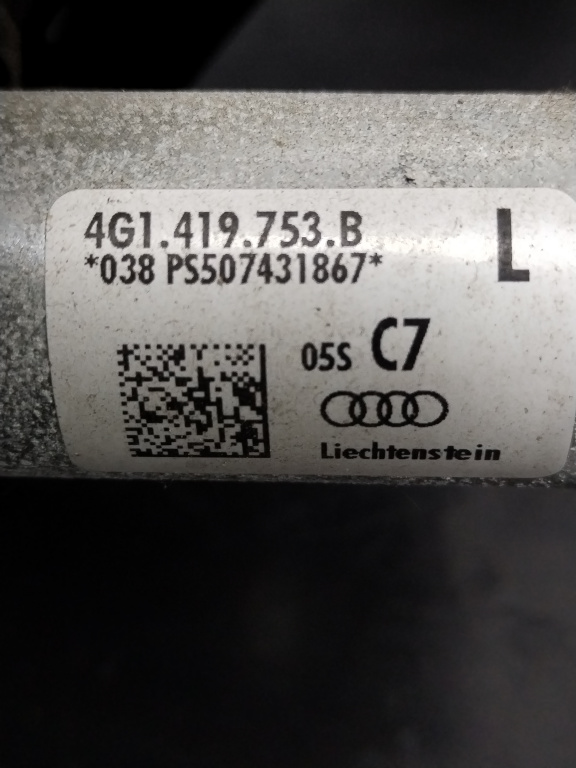 4G1.419.753.B
L
*038 PS507431867*
05S C7
Liechtenstein